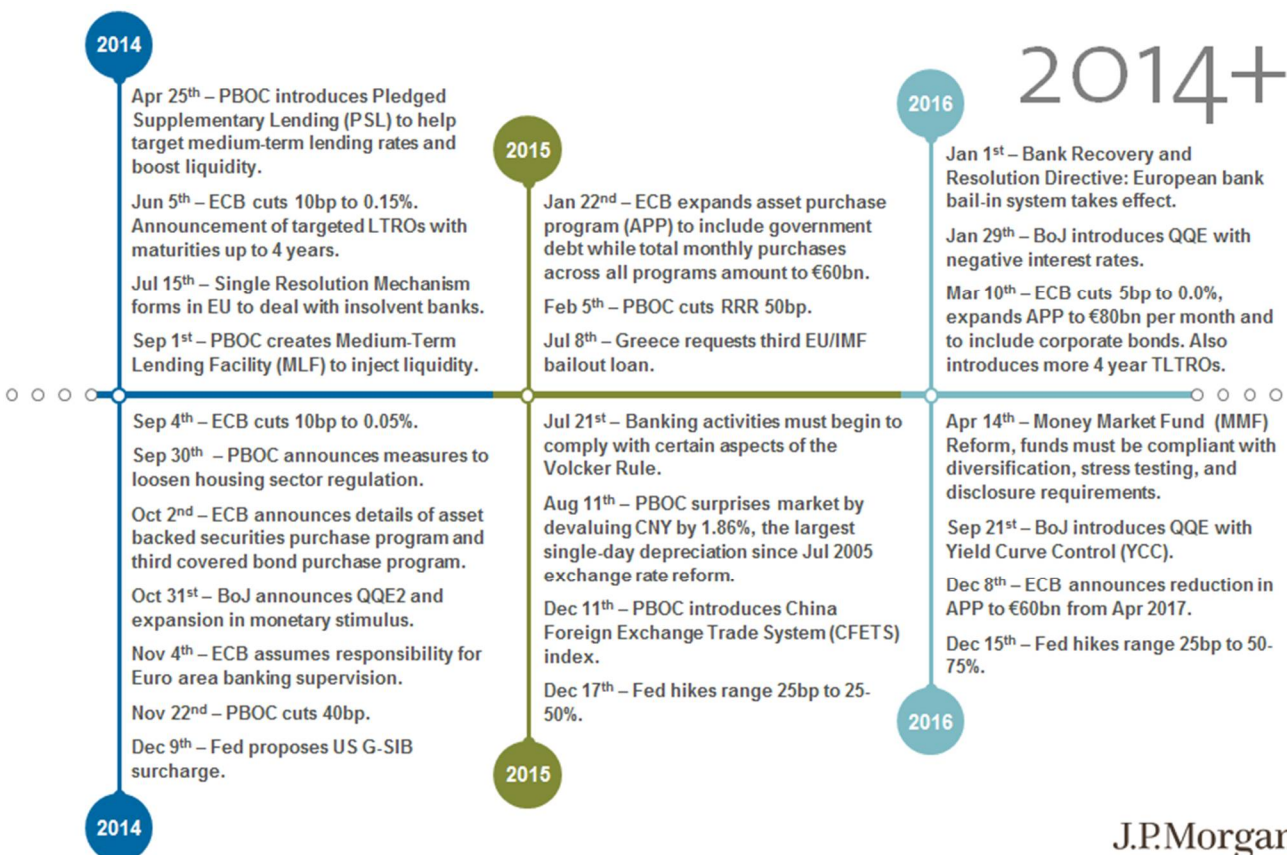 2014+
2014
Apr 25th – PBOC introduces Pledged
Supplementary Lending (PSL) to help
target medium-term lending rates and
boost liquidity.
Jun 5th – ECB cuts 10bp to 0.15%.
Announcement of targeted LTROs with
maturities up to 4 years.
Jul 15th – Single Resolution Mechanism
forms in EU to deal with insolvent banks.
Sep 1st – PBOC creates Medium-Term
Lending Facility (MLF) to inject liquidity.
Sep 4th – ECB cuts 10bp to 0.05%.
Sep 30th – PBOC announces measures to
loosen housing sector regulation.
Oct 2nd – ECB announces details of asset
backed securities purchase program and
third covered bond purchase program.
Oct 31st – BoJ announces QQE2 and
expansion in monetary stimulus.
Nov 4th – ECB assumes responsibility for
Euro area banking supervision.
Nov 22nd – PBOC cuts 40bp.
Dec 9th – Fed proposes US G-SIB
surcharge.
2014
2015
Jan 22nd – ECB expands asset purchase
program (APP) to include government
debt while total monthly purchases
across all programs amount to €60bn.
Feb 5th – PBOC cuts RRR 50bp.
Jul 8th – Greece requests third EU/IMF
bailout loan.
Jul 21st – Banking activities must begin to
comply with certain aspects of the
Volcker Rule.
Aug 11th – PBOC surprises market by
devaluing CNY by 1.86%, the largest
single-day depreciation since Jul 2005
exchange rate reform.
Dec 11th – PBOC introduces China
Foreign Exchange Trade System (CFETS)
index.
Dec 17th – Fed hikes range 25bp to 25-
50%.
2015
2016
Jan 1st – Bank Recovery and
Resolution Directive: European bank
bail-in system takes effect.
Jan 29th – BoJ introduces QQE with
negative interest rates.
Mar 10th – ECB cuts 5bp to 0.0%,
expands APP to €80bn per month and
to include corporate bonds. Also
introduces more 4 year TLTROs.
Apr 14th – Money Market Fund (MMF)
Reform, funds must be compliant with
diversification, stress testing, and
disclosure requirements.
Sep 21st – BoJ introduces QQE with
Yield Curve Control (YCC).
Dec 8th – ECB announces reduction in
APP to €60bn from Apr 2017.
Dec 15th – Fed hikes range 25bp to 50-
75%.
2016
J.P.Morgan